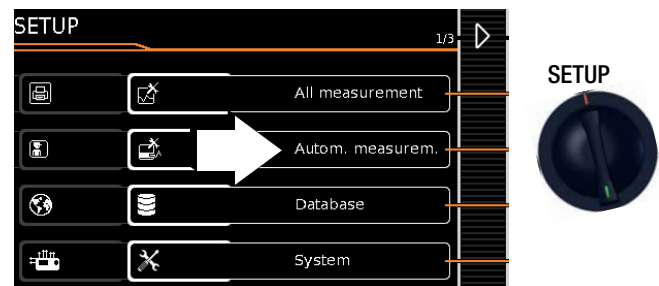 SETUP
1/3
All measurement
Autom. measurem.
Database
System
SETUP